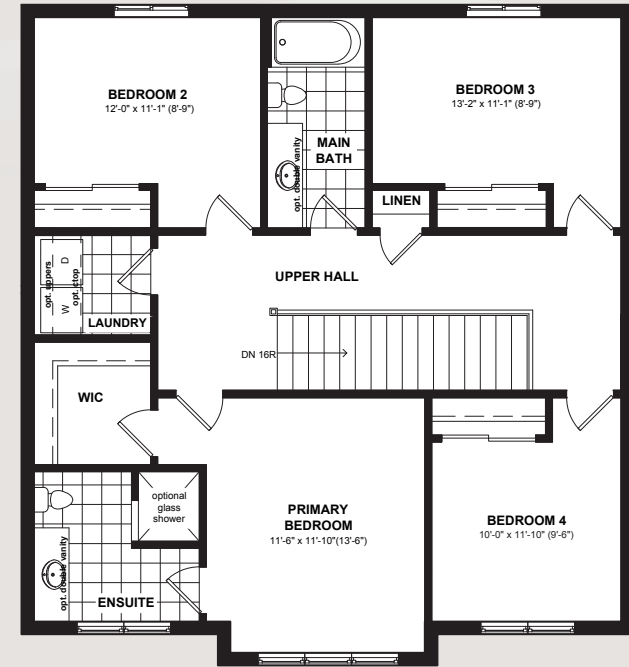 BEDROOM 2
12'-0" x 11'-1" (8'-9")
BEDROOM 3
13'-2" x 11'-1" (8'-9")
MAIN
BATH
opt. double vanity
LINEN
opt. uppers
D
W
opt. ctop
LAUNDRY
UPPER HALL
DN 16R
WIC
optional
glass
shower
PRIMARY
BEDROOM
11'-6" x 11'-10"(13'-6")
BEDROOM 4
10'-0" x 11'-10" (9'-6")
opt. double vanity
ENSUITE